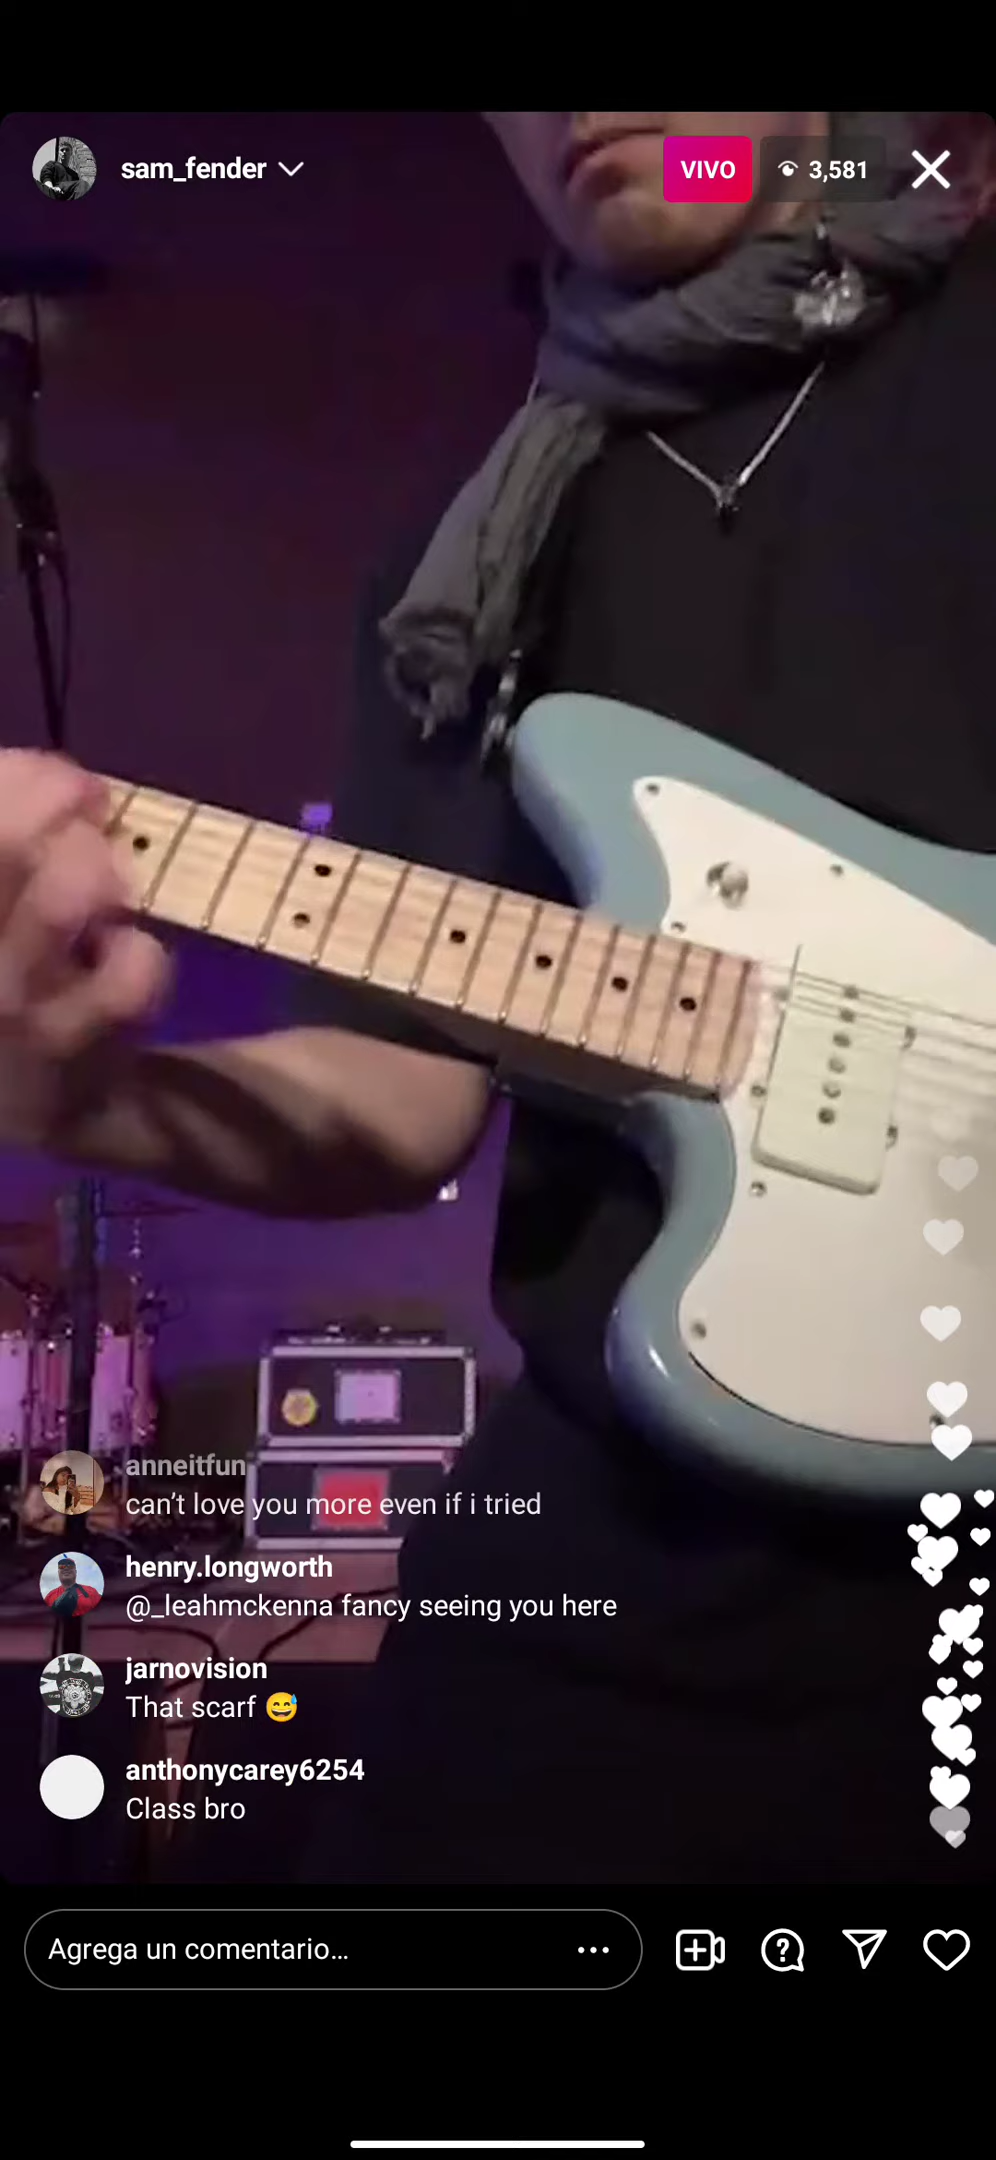 sam_fender
VIVO
3,581
anneitfun
can’t love you more even if i tried
henry.longworth
@_leahmckenna fancy seeing you here
jarnovision
That scarf 😅
anthonycarey6254
Class bro
Agrega un comentario...